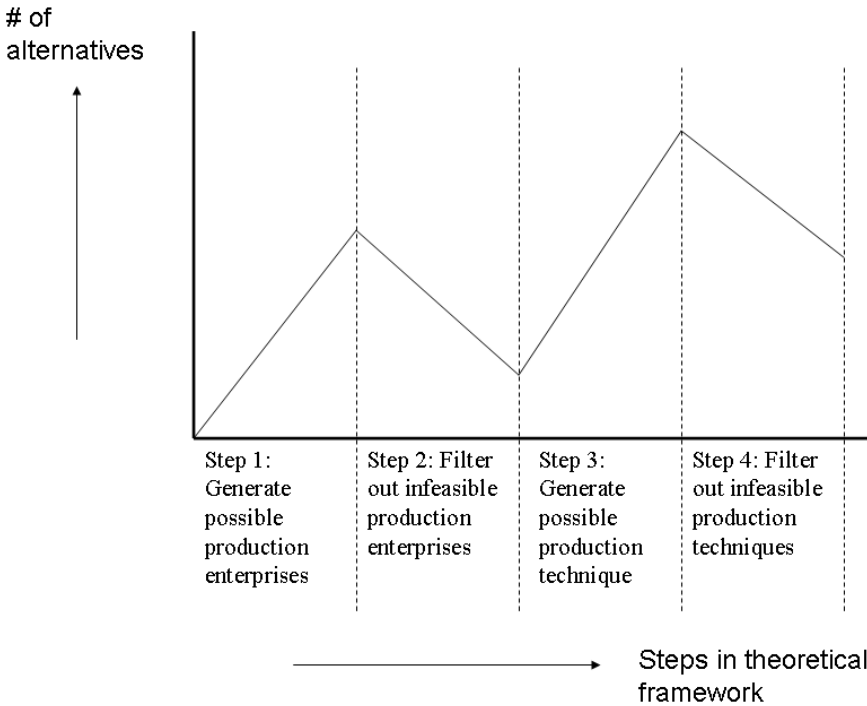 # of
alternatives
Step 1:
Generate
possible
production
enterprises
Step 2: Filter
out infeasible
production
enterprises
Step 3:
Generate
possible
production
technique
Step 4: Filter
out infeasible
production
techniques
Steps in theoretical
framework